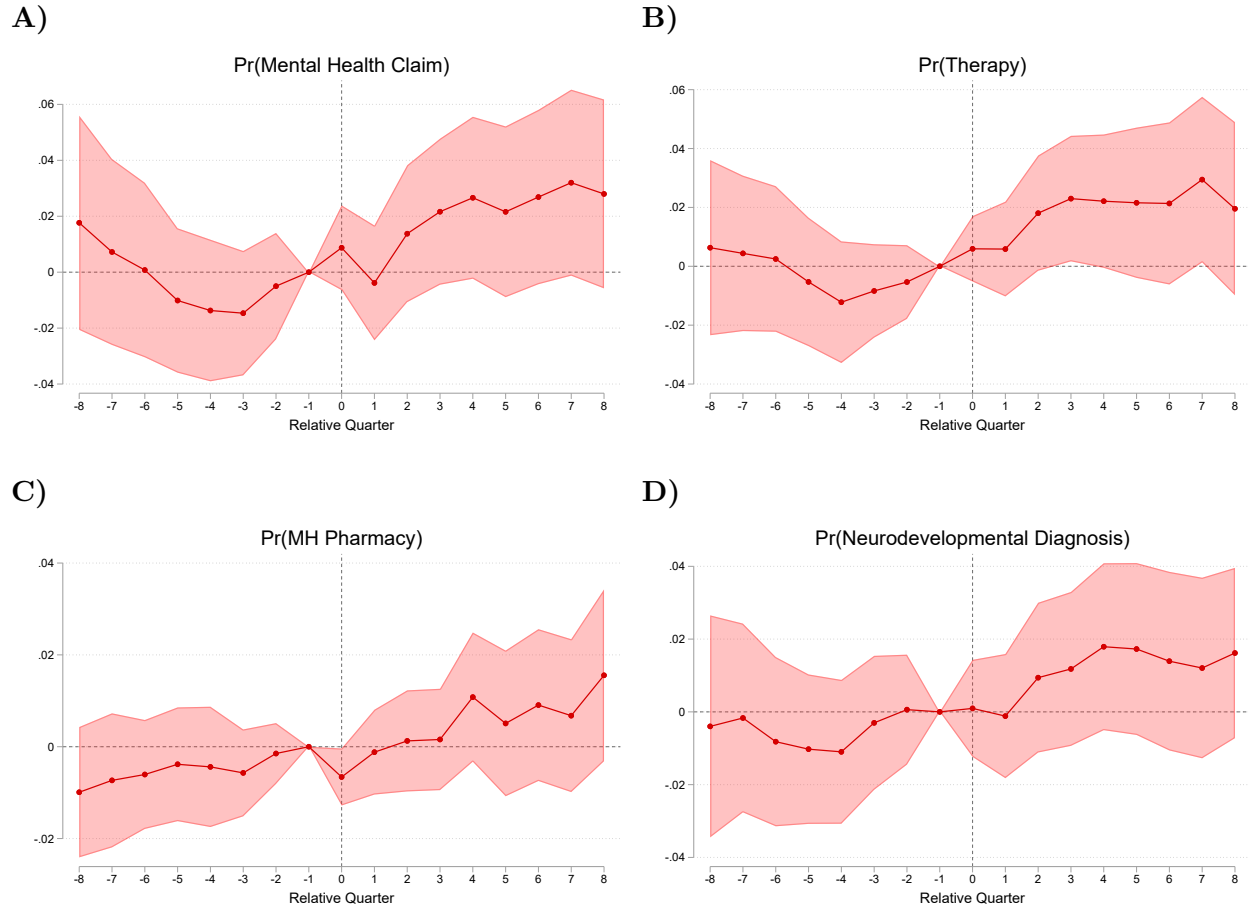 A)
Pr(Mental Health Claim)
.06
.04
.02
0
-.02
-.04
-8 -7 -6 -5 -4 -3 -2 -1 0 1 2 3 4 5 6 7 8
Relative Quarter
B)
Pr(Therapy)
.06
.04
.02
0
-.02
-.04
-8 -7 -6 -5 -4 -3 -2 -1 0 1 2 3 4 5 6 7 8
Relative Quarter
C)
Pr(MH Pharmacy)
.04
.02
0
-.02
-8 -7 -6 -5 -4 -3 -2 -1 0 1 2 3 4 5 6 7 8
Relative Quarter
D)
Pr(Neurodevelopmental Diagnosis)
.04
.02
0
-.02
-.04
-8 -7 -6 -5 -4 -3 -2 -1 0 1 2 3 4 5 6 7 8
Relative Quarter